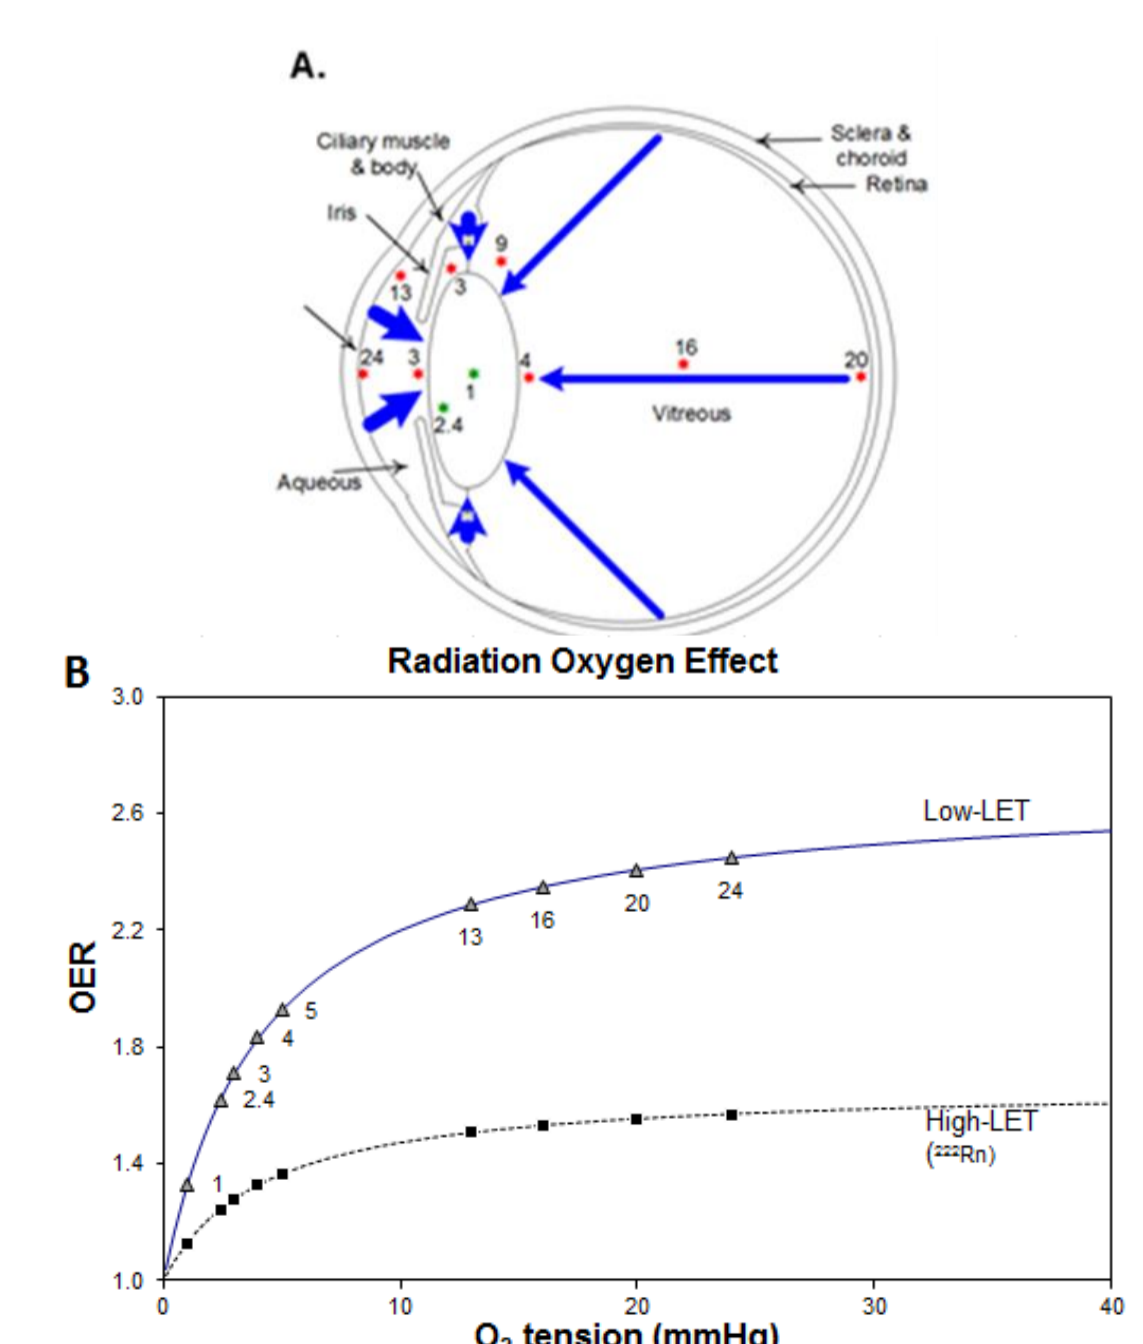 A.
Ciliary muscle
& body
Sclera &
choroid
Retina
Iris
9
13
3
24
3
4
16
20
1
2.4
Vitreous
Aqueous
B
Radiation Oxygen Effect
3.0
2.6
2.2
1.8
1.4
1.0
OER
Low-LET
13
16
20
24
5
4
3
2.4
1
High-LET
(²²²Rn)
0
10
20
30
40
O₂ tension (mmHg)